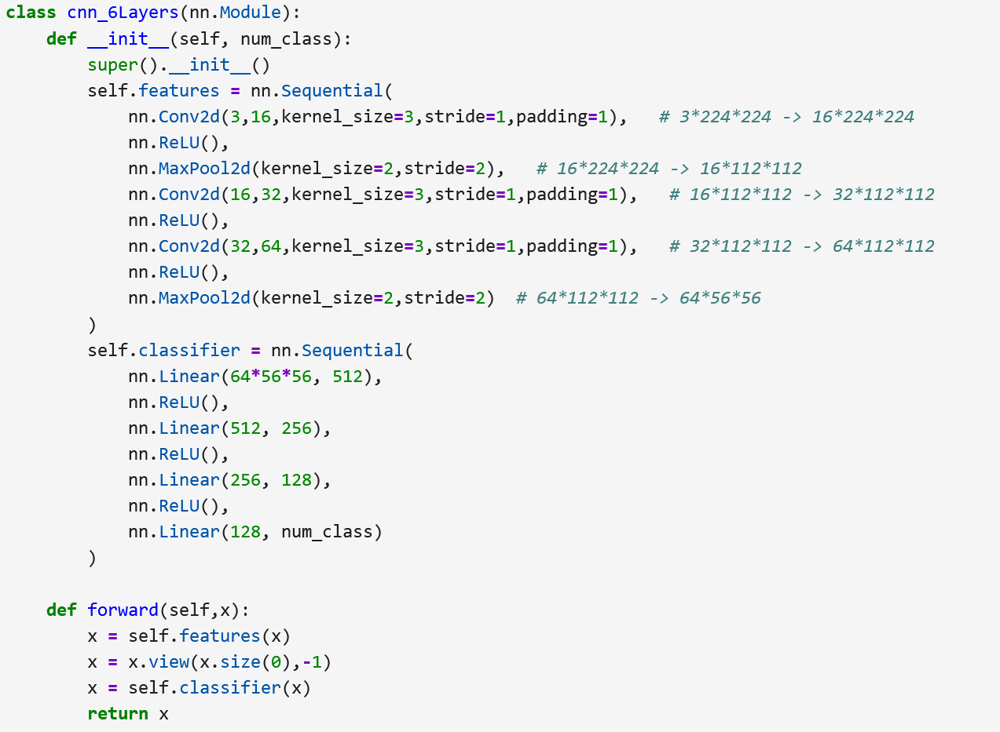 class cnn_6Layers(nn.Module):
    def __init__(self, num_class):
        super().__init__()
        self.features = nn.Sequential(
            nn.Conv2d(3,16,kernel_size=3,stride=1,padding=1),   # 3*224*224 -> 16*224*224
            nn.ReLU(),
            nn.MaxPool2d(kernel_size=2,stride=2),   # 16*224*224 -> 16*112*112
            nn.Conv2d(16,32,kernel_size=3,stride=1,padding=1),   # 16*112*112 -> 32*112*112
            nn.ReLU(),
            nn.Conv2d(32,64,kernel_size=3,stride=1,padding=1),   # 32*112*112 -> 64*112*112
            nn.ReLU(),
            nn.MaxPool2d(kernel_size=2,stride=2)  # 64*112*112 -> 64*56*56
        )
        self.classifier = nn.Sequential(
            nn.Linear(64*56*56, 512),
            nn.ReLU(),
            nn.Linear(512, 256),
            nn.ReLU(),
            nn.Linear(256, 128),
            nn.ReLU(),
            nn.Linear(128, num_class)
        )

    def forward(self,x):
        x = self.features(x)
        x = x.view(x.size(0),-1)
        x = self.classifier(x)
        return x